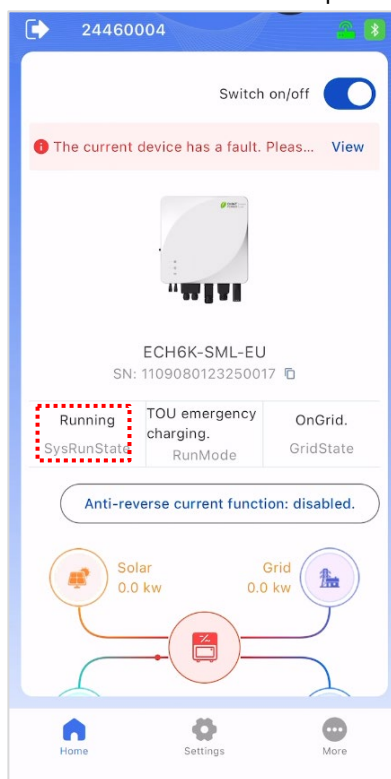 24460004
Switch on/off
The current device has a fault. Pleas... View
ECH6K-SML-EU
SN: 1109080123250017
Running
SysRunState
TOU emergency
charging.
RunMode
OnGrid.
GridState
Anti-reverse current function: disabled.
Solar
0.0 kw
Grid
0.0 kw
Home
Settings
More